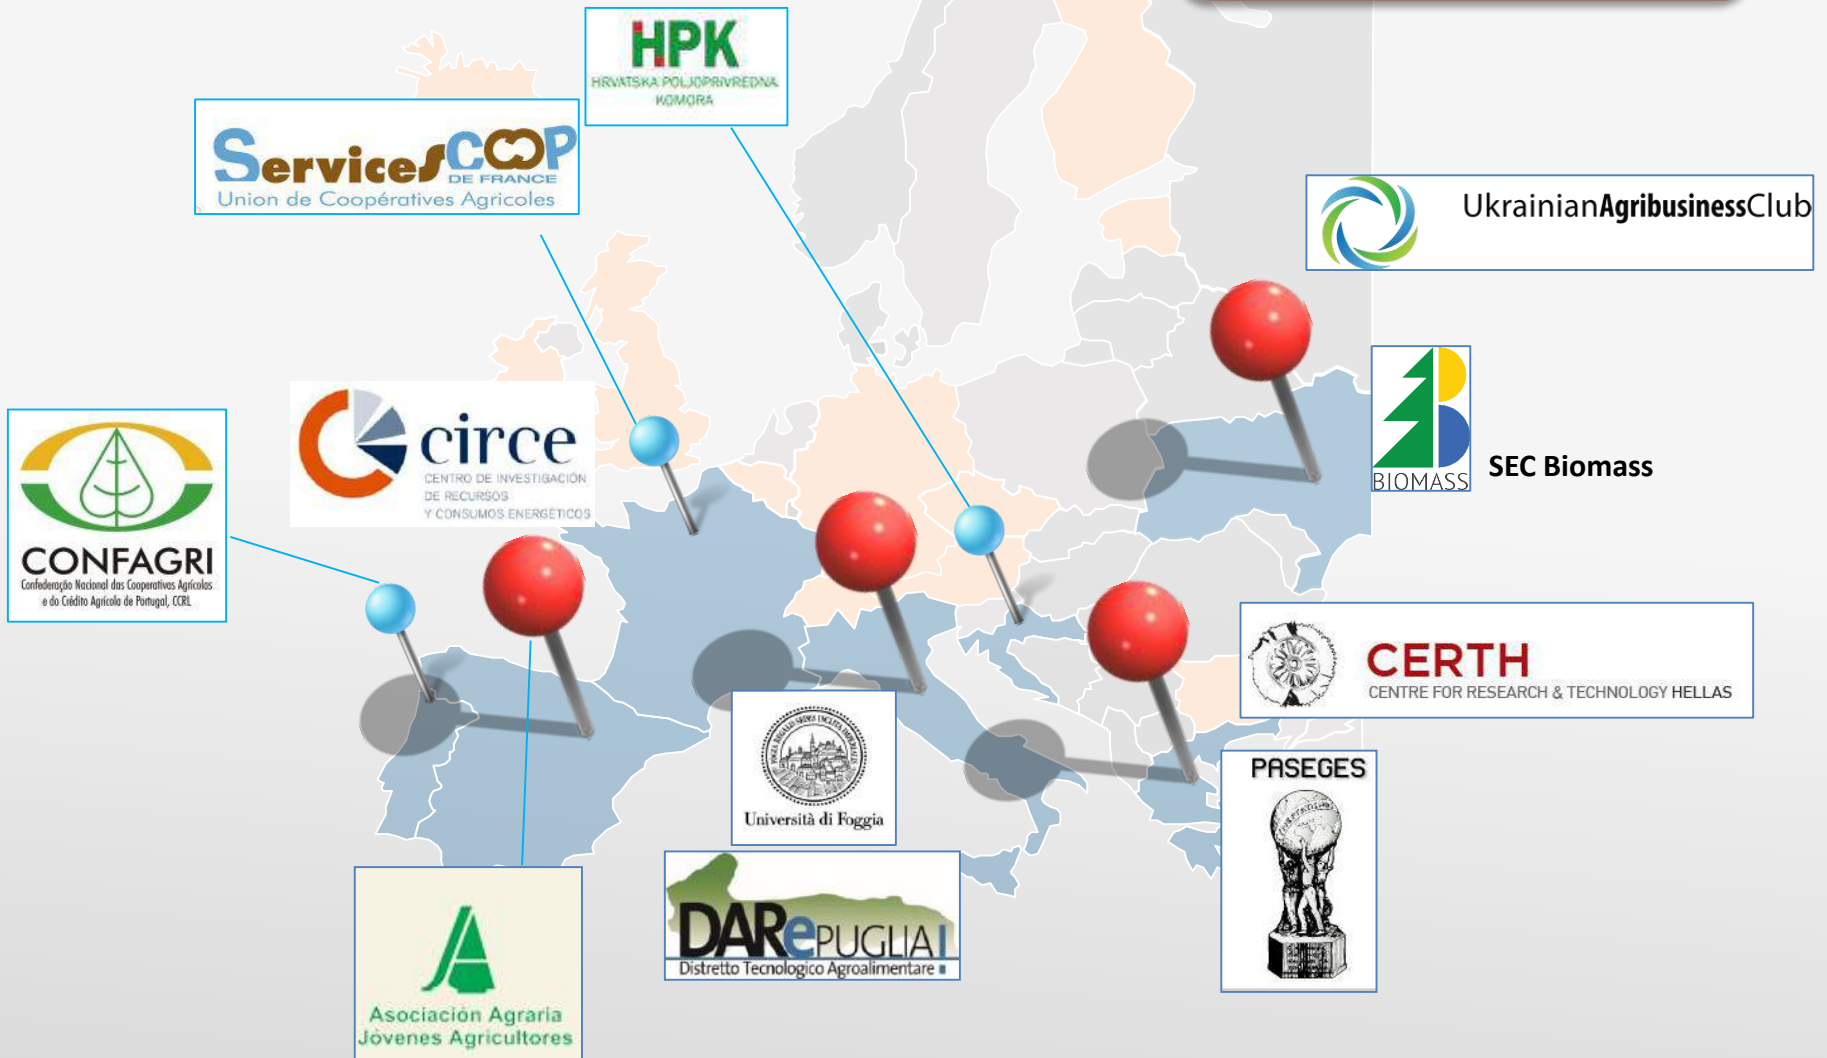 HPK
HRVATSKA POLJOPRIVREDNA
KOMORA
ServicesCOOP
DE FRANCE
Union de Coopératives Agricoles
UkrainianAgribusinessClub
BIOMASS
SEC Biomass
circe
CENTRO DE INVESTIGACIÓN
DE RECURSOS
Y CONSUMOS ENERGÉTICOS
CONFAGRI
Confederação Nacional das Cooperativas Agrícolas
e do Crédito Agrícola de Portugal, CCRL
CERTH
CENTRE FOR RESEARCH & TECHNOLOGY HELLAS
Università di Foggia
PASEGES
DARePUGLIA!
Distretto Tecnologico Agroalimentare
Asociación Agraria
Jóvenes Agricultores